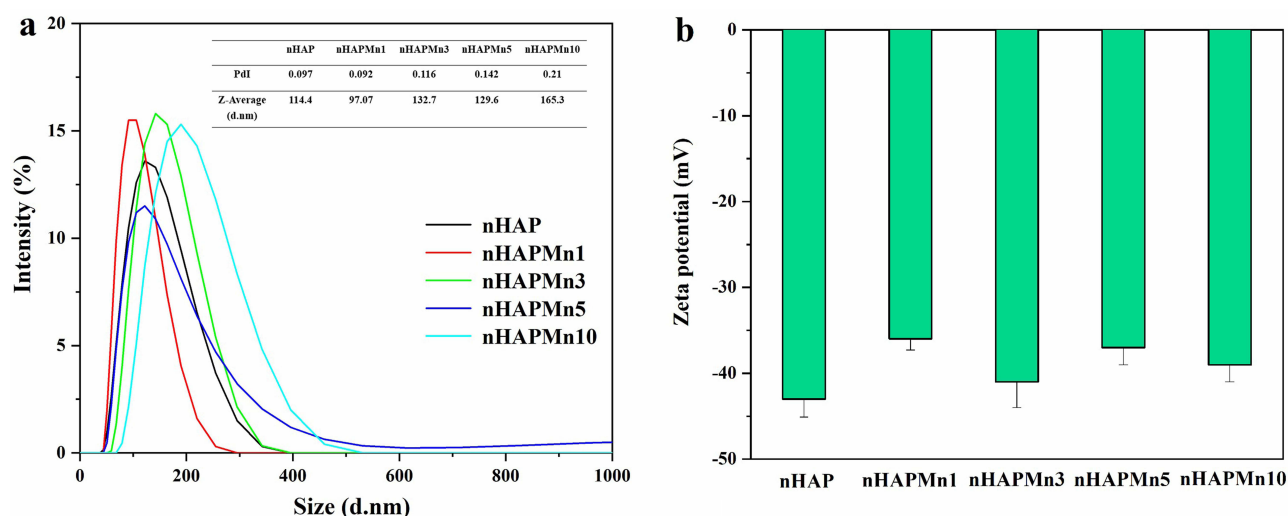 a
20
15
10
5
0
Intensity (%)
0 200 400 600 800 1000
Size (d.nm)
nHAP nHAPMn1 nHAPMn3 nHAPMn5 nHAPMn10
PdI 0.097 0.092 0.116 0.142 0.21
Z-Average 114.4 97.07 132.7 129.6 165.3
(d.nm)
nHAP
nHAPMn1
nHAPMn3
nHAPMn5
nHAPMn10
b
0
-10
-20
-30
-40
-50
Zeta potential (mV)
nHAP nHAPMn1 nHAPMn3 nHAPMn5 nHAPMn10